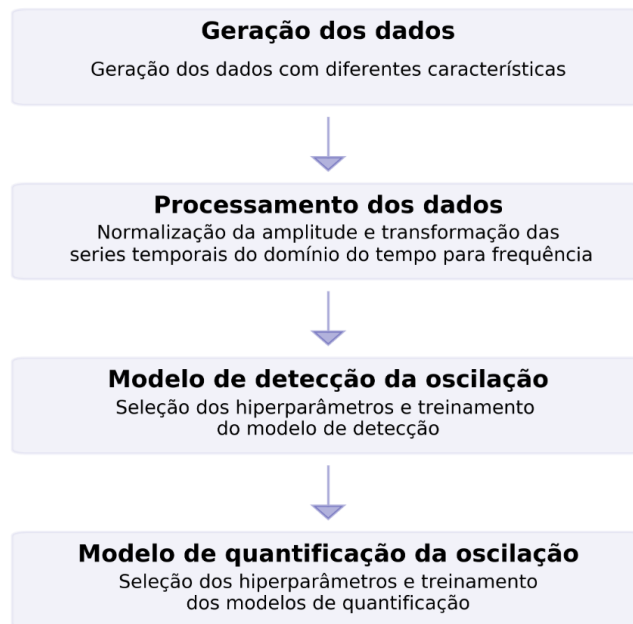 Geração dos dados
Geração dos dados com diferentes características
Processamento dos dados
Normalização da amplitude e transformação das
series temporais do domínio do tempo para frequência
Modelo de detecção da oscilação
Seleção dos hiperparâmetros e treinamento
do modelo de detecção
Modelo de quantificação da oscilação
Seleção dos hiperparâmetros e treinamento
dos modelos de quantificação